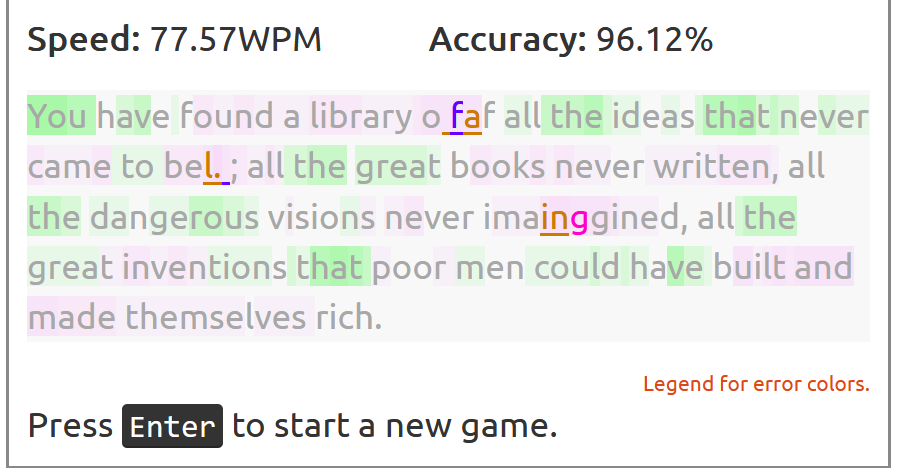 Speed: 77.57WPM Accuracy: 96.12%
You have found a library o faf all the ideas that never
came to bel. ; all the great books never written, all
the dangerous visions never imainggined, all the
great inventions that poor men could have built and
made themselves rich.
Legend for error colors.
Press Enter to start a new game.